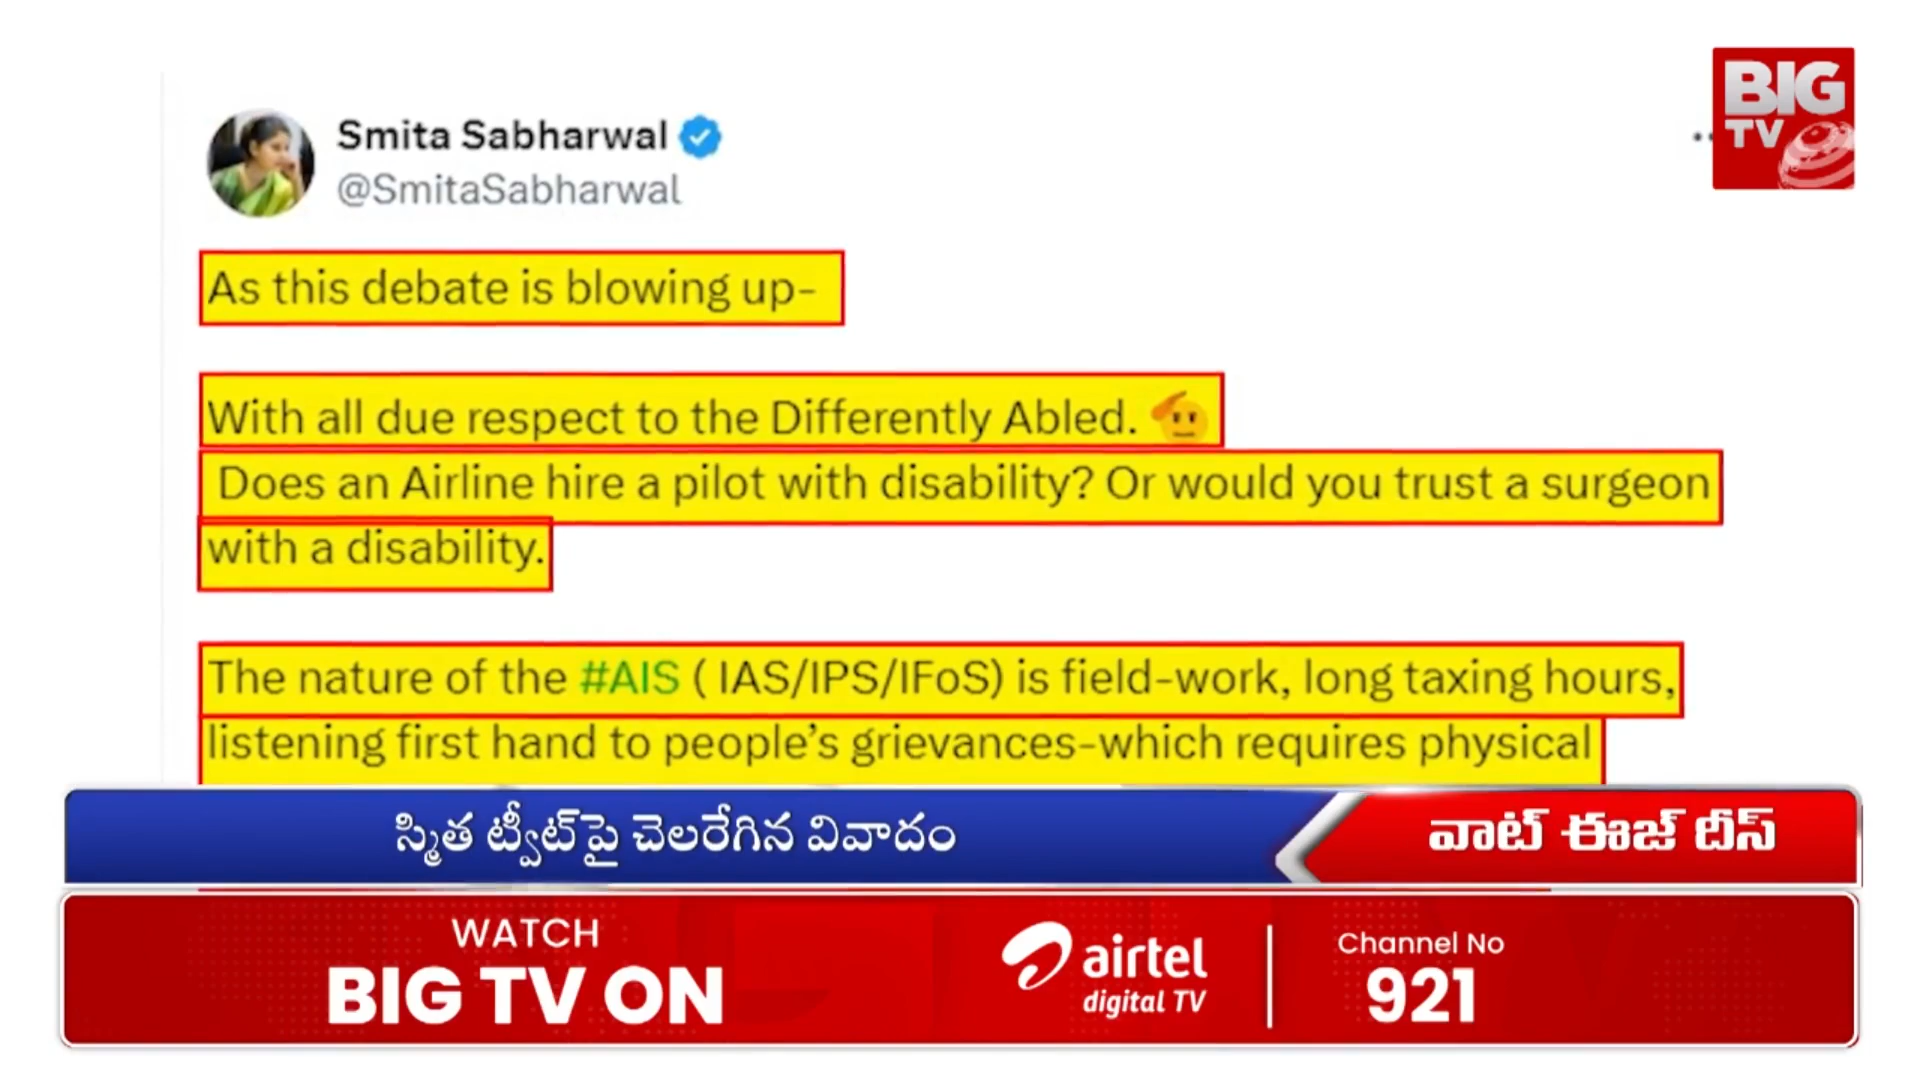 BIG
TV
Smita Sabharwal
@SmitaSabharwal
As this debate is blowing up-
With all due respect to the Differently Abled. 🫡
Does an Airline hire a pilot with disability? Or would you trust a surgeon
with a disability.
The nature of the #AIS ( IAS/IPS/IFoS) is field-work, long taxing hours,
listening first hand to people’s grievances-which requires physical
స్మిత ట్వీట్‌పై చెలరేగిన వివాదం
వాట్ ఈజ్ దీస్
WATCH
BIG TV ON
airtel
digital TV
Channel No
921